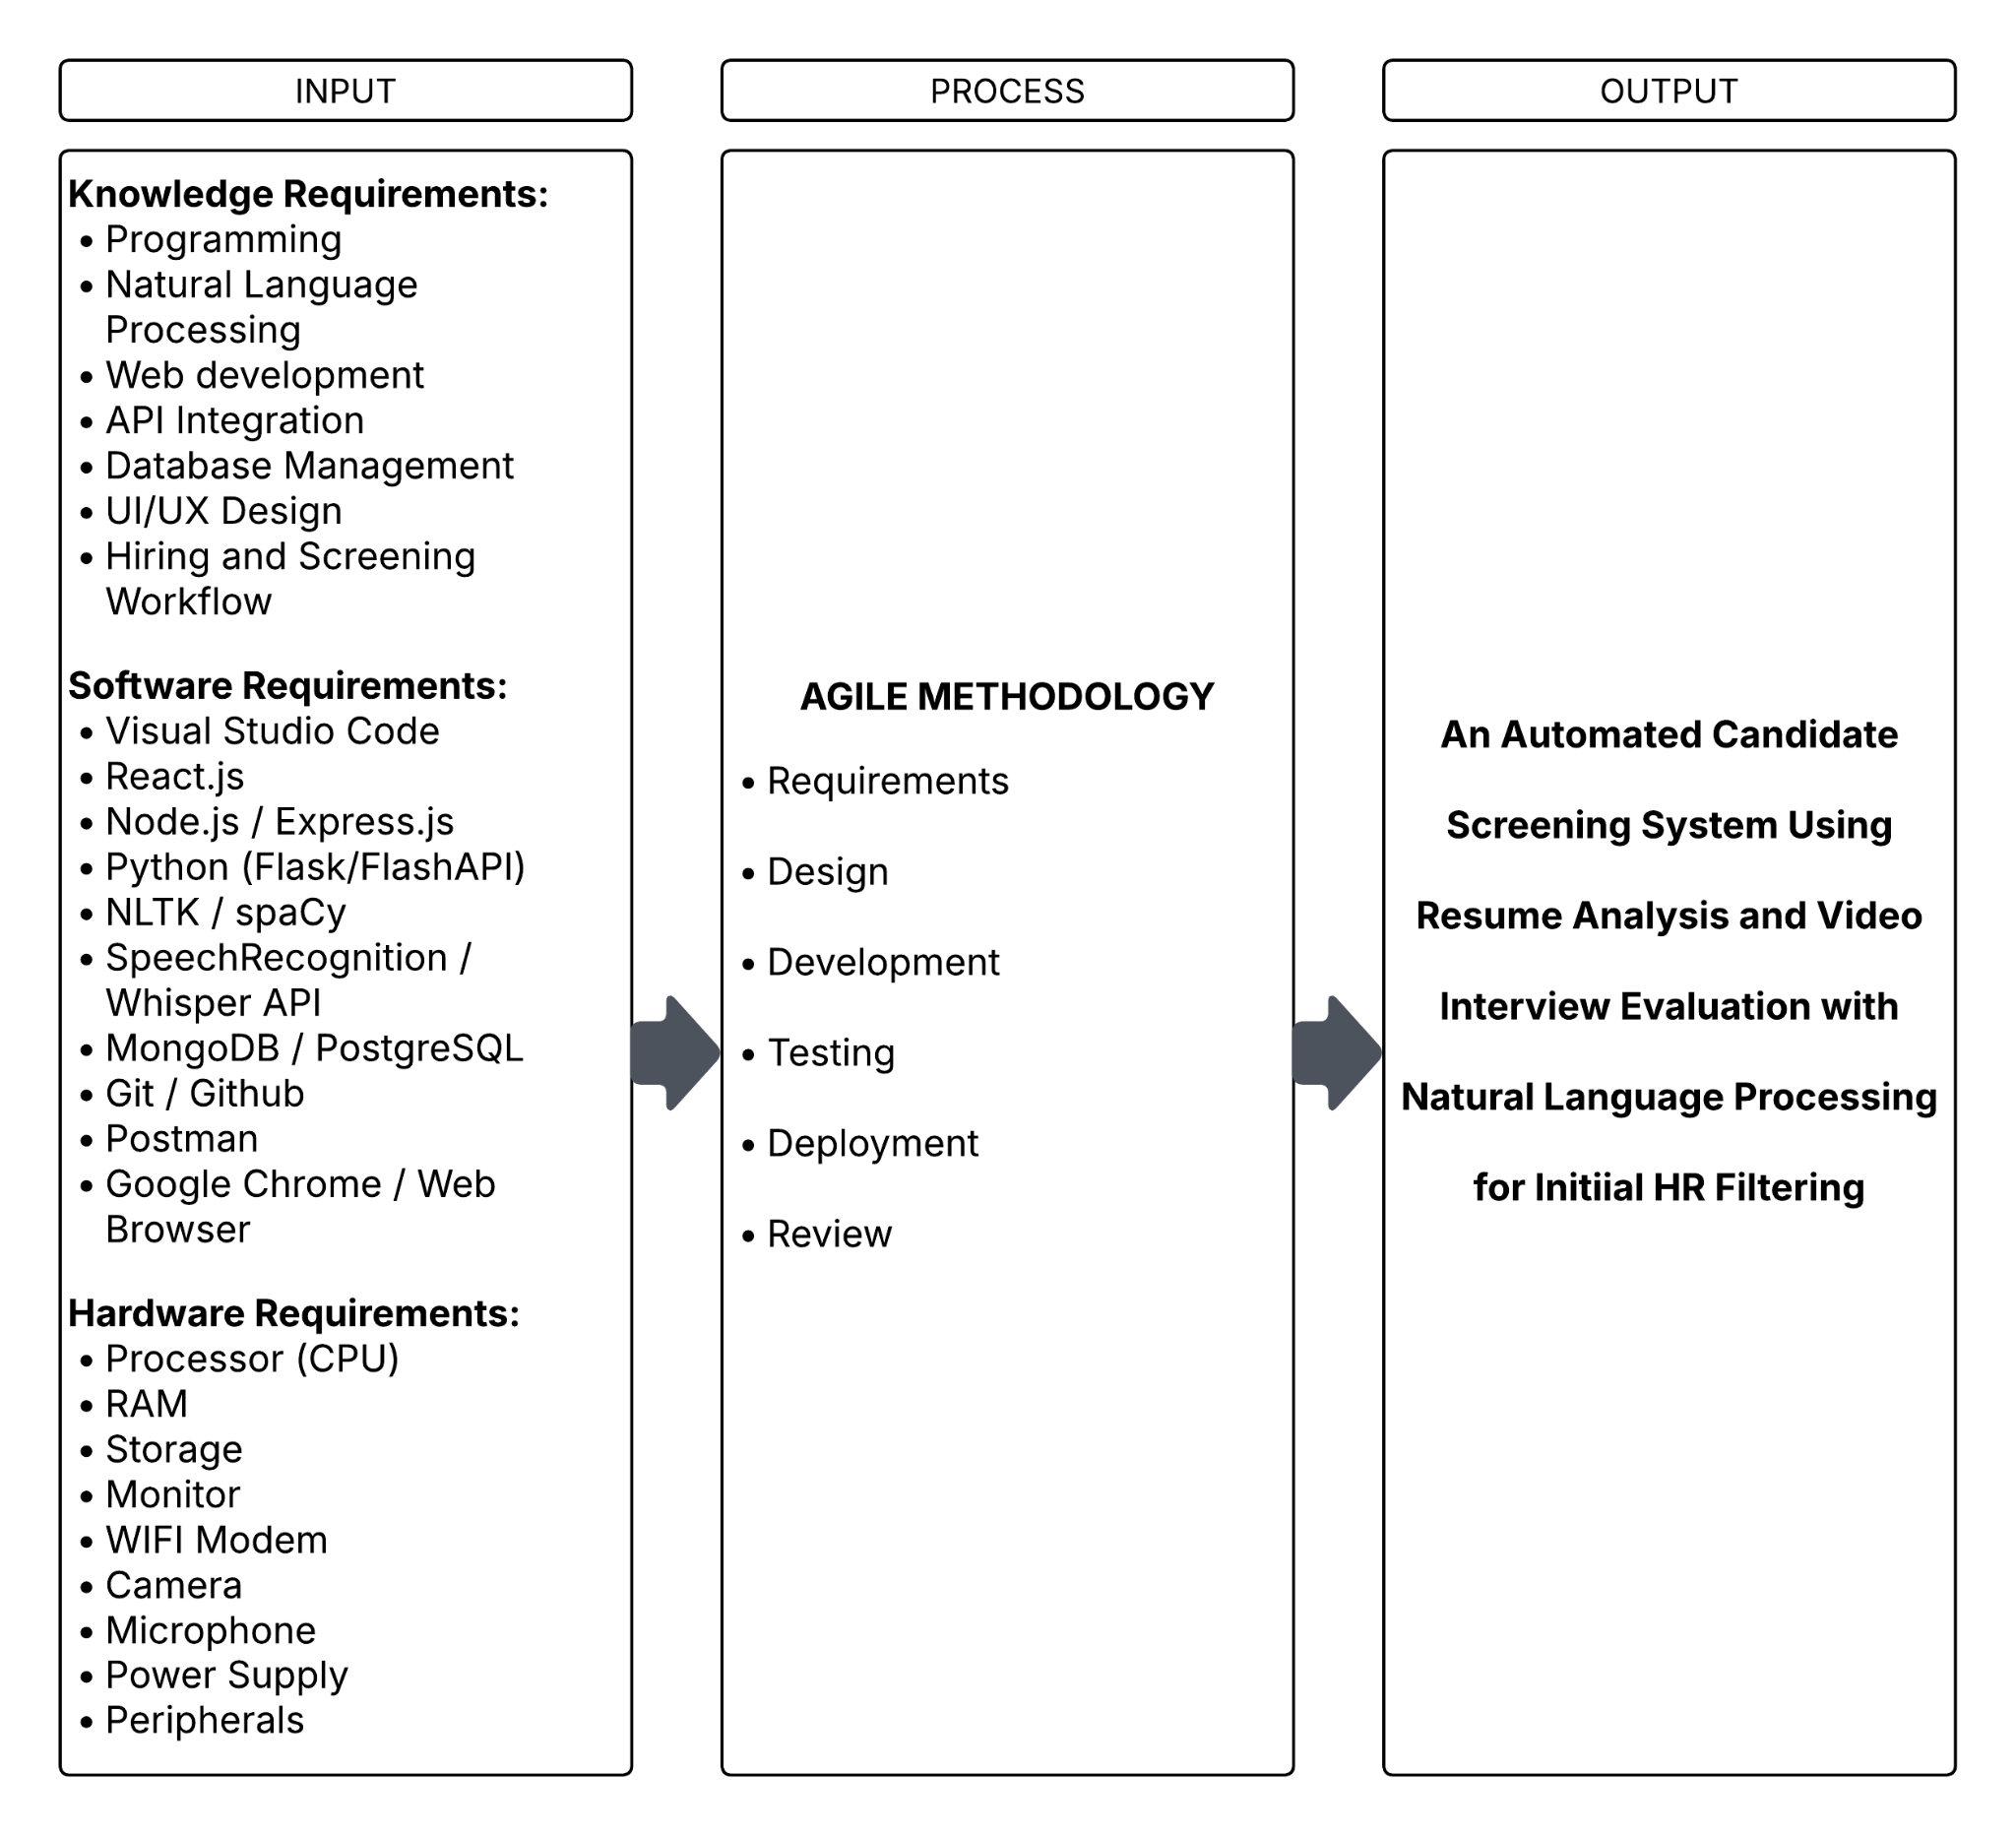 INPUT
Knowledge Requirements:
• Programming
• Natural Language
Processing
• Web development
• API Integration
• Database Management
• UI/UX Design
• Hiring and Screening
Workflow
Software Requirements:
• Visual Studio Code
• React.js
• Node.js / Express.js
• Python (Flask/FlashAPI)
• NLTK / spaCy
• SpeechRecognition /
Whisper API
• MongoDB / PostgreSQL
• Git / Github
• Postman
• Google Chrome / Web
Browser
Hardware Requirements:
• Processor (CPU)
• RAM
• Storage
• Monitor
• WIFI Modem
• Camera
• Microphone
• Power Supply
• Peripherals
PROCESS
AGILE METHODOLOGY
• Requirements
• Design
• Development
• Testing
• Deployment
• Review
OUTPUT
An Automated Candidate
Screening System Using
Resume Analysis and Video
Interview Evaluation with
Natural Language Processing
for Initiial HR Filtering